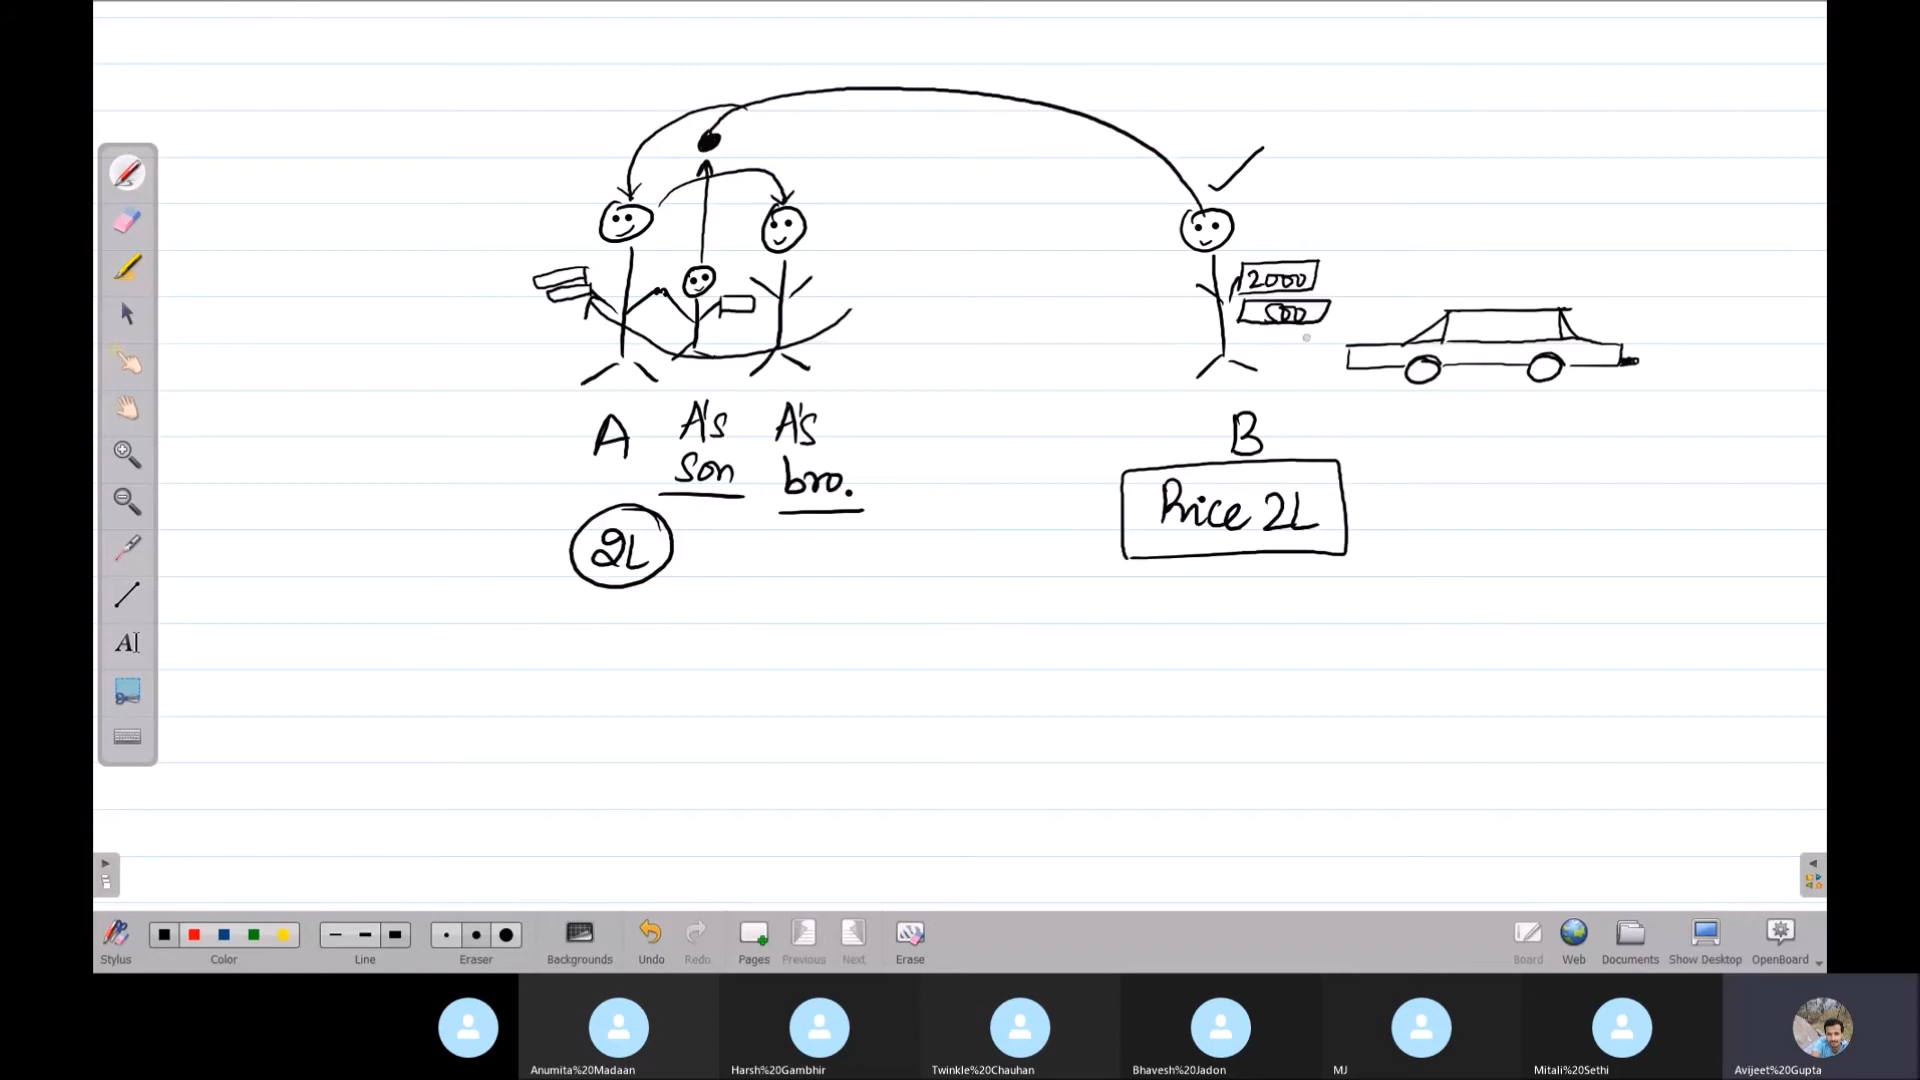 2000
500
A
A's
son
A's
bro.
B
2L
Price 2L
AI
Stylus
Color
Line
Eraser
Backgrounds
Undo
Redo
Pages
Previous
Next
Erase
Board
Web
Documents
Show Desktop
OpenBoard
Anumita%20Madaan
Harsh%20Gambhir
Twinkle%20Chauhan
Bhavesh%20Jadon
MJ
Mitali%20Sethi
Avijeet%20Gupta